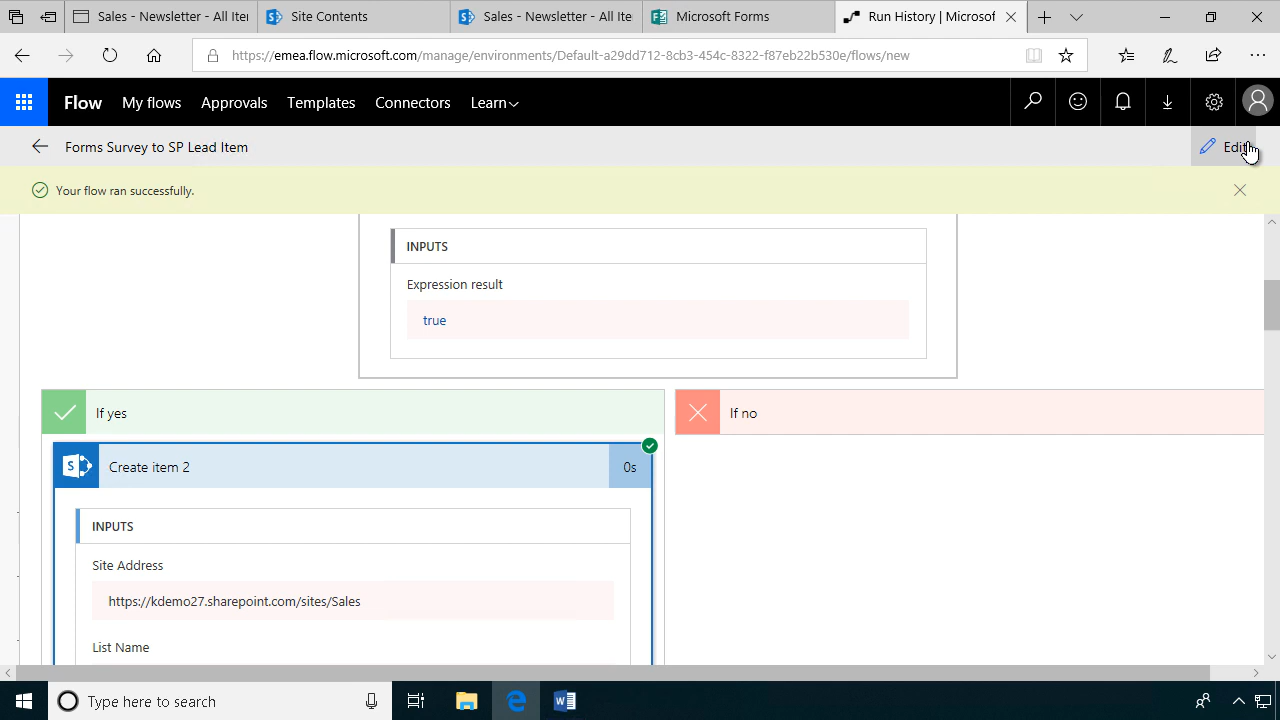 Sales - Newsletter - All Iter
Site Contents
Sales - Newsletter - All Iter
Microsoft Forms
Run History | Microsof
https://emea.flow.microsoft.com/manage/environments/Default-a29dd712-8cb3-454c-8322-f87eb22b530e/flows/new
Flow My flows Approvals Templates Connectors Learn
Forms Survey to SP Lead Item
Edit
Your flow ran successfully.
INPUTS
Expression result
true
If yes
If no
S Create item 2 0s
INPUTS
Site Address
https://kdemo27.sharepoint.com/sites/Sales
List Name
Type here to search